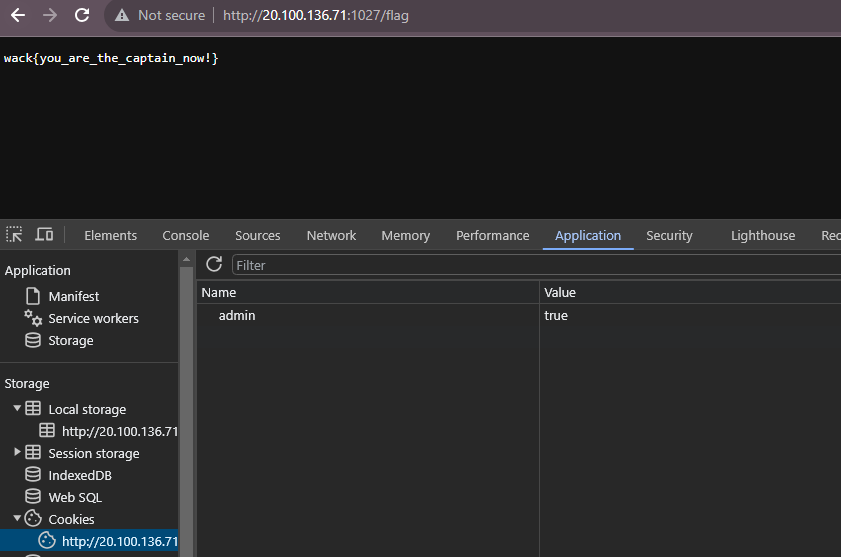 Not secure http://20.100.136.71:1027/flag
wack{you_are_the_captain_now!}
Elements Console Sources Network Memory Performance Application Security Lighthouse Rec
Application
Filter
Manifest
Service workers
Storage
Name Value
admin true
Storage
Local storage
http://20.100.136.71
Session storage
IndexedDB
Web SQL
Cookies
http://20.100.136.71